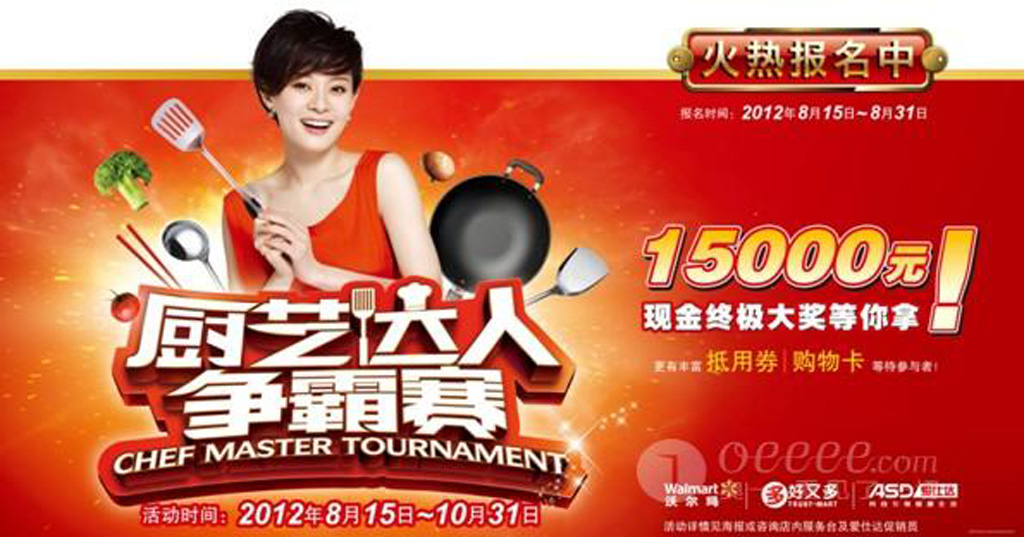 火热报名中
报名时间：2012年8月15日~8月31日
15000元!
现金终极大奖等你拿
更有丰富 抵用券|购物卡 等待参与者!
厨艺达人
争霸赛
CHEF MASTER TOURNAMENT
活动时间：2012年8月15日~10月31日
oeeeee.com
Walmart 沃尔玛
好又多 TRUST-MART
ASD 爱仕达
活动详情见海报或咨询店内服务台及爱仕达促销员